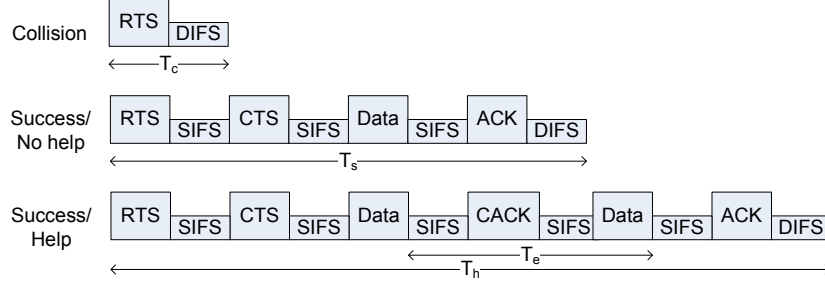 Collision
RTS
DIFS
Tc
Success/
No help
RTS SIFS CTS SIFS Data SIFS ACK DIFS
Ts
Success/
Help
RTS SIFS CTS SIFS Data SIFS CACK SIFS Data SIFS ACK DIFS
Te
Th